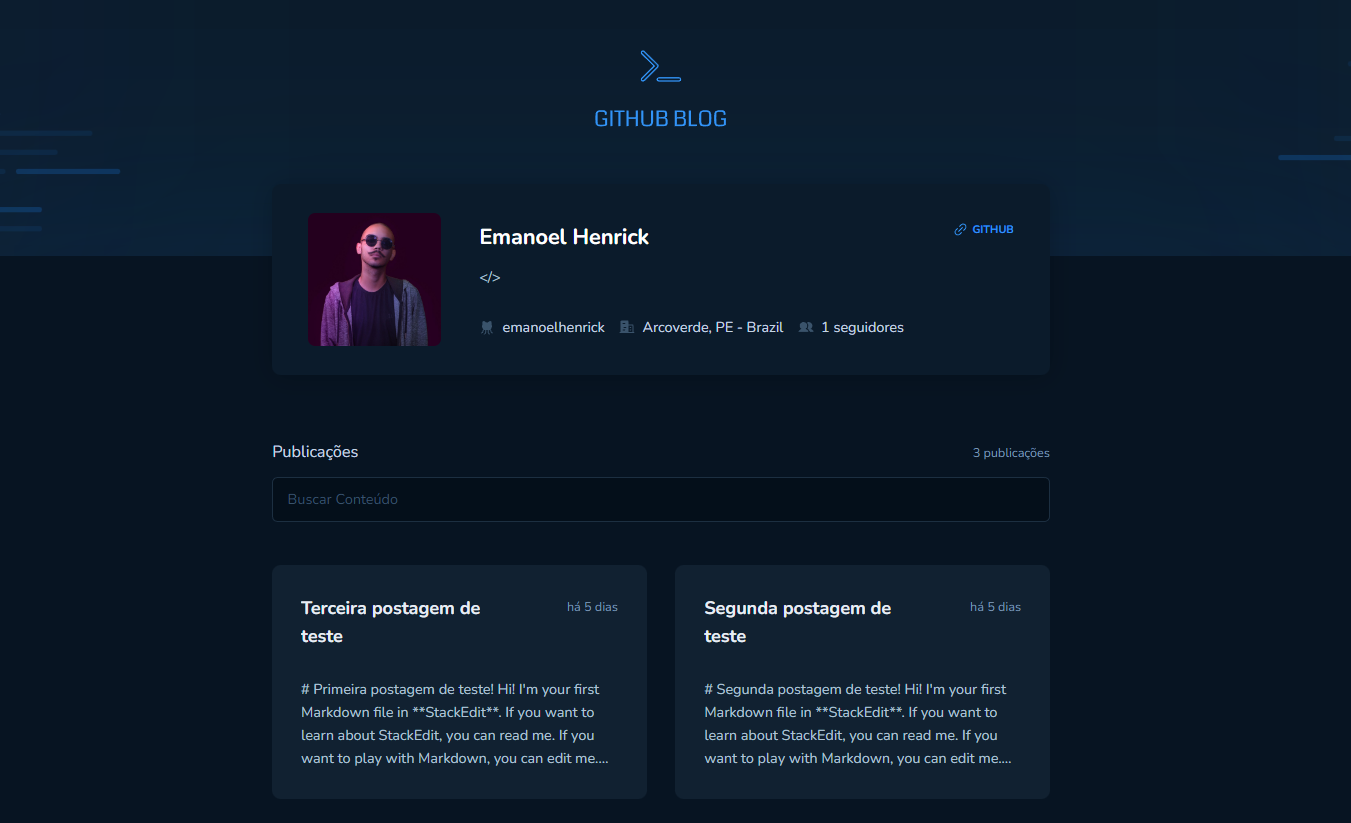 GITHUB BLOG
Emanoel Henrick
GITHUB
</>
emanoelhenrick Arcoverde, PE - Brazil 1 seguidores
Publicações
3 publicações
Buscar Conteúdo
Terceira postagem de
teste
há 5 dias
# Primeira postagem de teste! Hi! I'm your first
Markdown file in **StackEdit**. If you want to
learn about StackEdit, you can read me. If you
want to play with Markdown, you can edit me....
Segunda postagem de
teste
há 5 dias
# Segunda postagem de teste! Hi! I'm your first
Markdown file in **StackEdit**. If you want to
learn about StackEdit, you can read me. If you
want to play with Markdown, you can edit me....